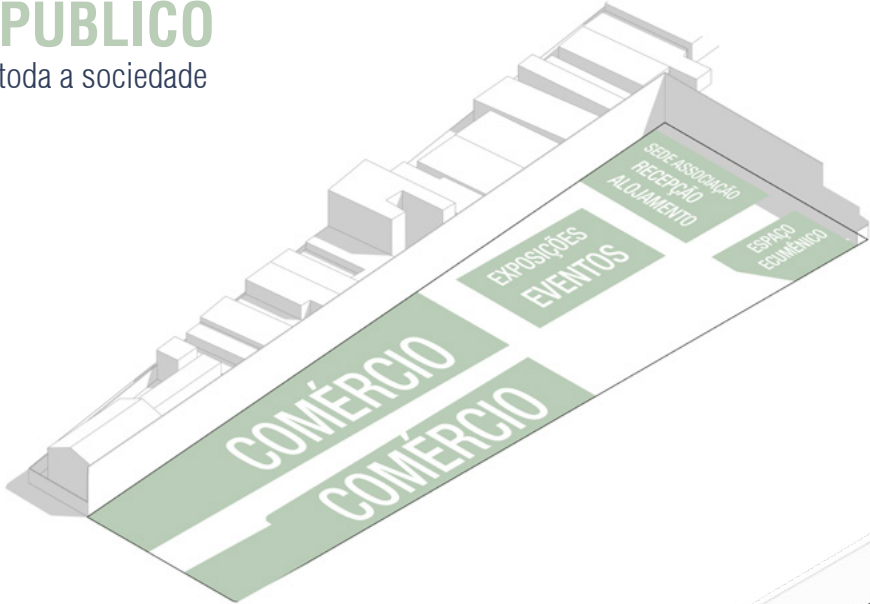 PUBLICO
toda a sociedade
SEDE ASSOCIAÇÃO
RECEPÇÃO
ALOJAMENTO
ESPAÇO
ECUMÊNICO
EXPOSIÇÕES
EVENTOS
COMÉRCIO
COMÉRCIO